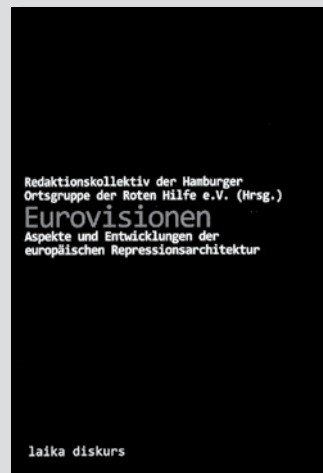 Redaktionskollektiv der Hamburger
Ortsgruppe der Roten Hilfe e.V. (Hrsg.)
Eurovisionen
Aspekte und Entwicklungen der
europäischen Repressionsarchitektur
laika diskurs